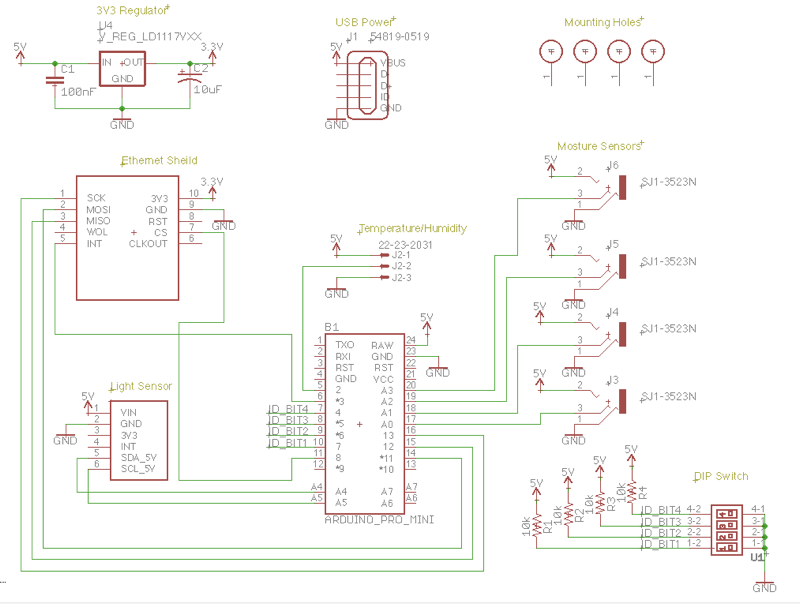 3V3 Regulator
U4
V_REG_LD1117VXX
5V
3.3V
IN
OUT
GND
C1
100nF
C2
10uF
GND
USB Power
J1 54819-0519
5V
VBUS
D-
D+
ID
GND
GND
Mounting Holes
1 1 1 1
Ethernet Sheild
1 SCK
2 MOSI
3 MISO
4 WOL
5 INT
3V3 10
GND 9
RST 8
CS 7
CLKOUT 6
3.3V
GND
Temperature/Humidity
22-23-2031
5V
J2-1
J2-2
J2-3
GND
Mosture Sensors
5V
2
3
1
J6
SJ1-3523N
GND
5V
2
3
1
J5
SJ1-3523N
GND
5V
2
3
1
J4
SJ1-3523N
GND
5V
2
3
1
J3
SJ1-3523N
GND
Light Sensor
5V
GND
1 VIN
2 GND
3 3V3
4 INT
5 SDA_5V
6 SCL_5V
B1
1 TXO
2 RXI
3 RST
4 GND
5 2
6 *3
7 4
8 *5
9 *6
10 7
11 8
12 *9
A4 A4
A5 A5
RAW 24
GND 23
RST 22
VCC 21
A3 20
A2 19
A1 18
A0 17
13 16
12 15
*11 14
*10 13
A7 A7
A6 A6
ARDUINO_PRO_MINI
5V
GND
ID_BIT4
ID_BIT3
ID_BIT2
ID_BIT1
DIP Switch
5V
10k
R1
5V
10k
R2
5V
10k
R3
5V
10k
R4
ID_BIT4 4-2
ID_BIT3 3-2
ID_BIT2 2-2
ID_BIT1 1-2
4
3
2
1
4-1
3-1
2-1
1-1
U1
GND
...